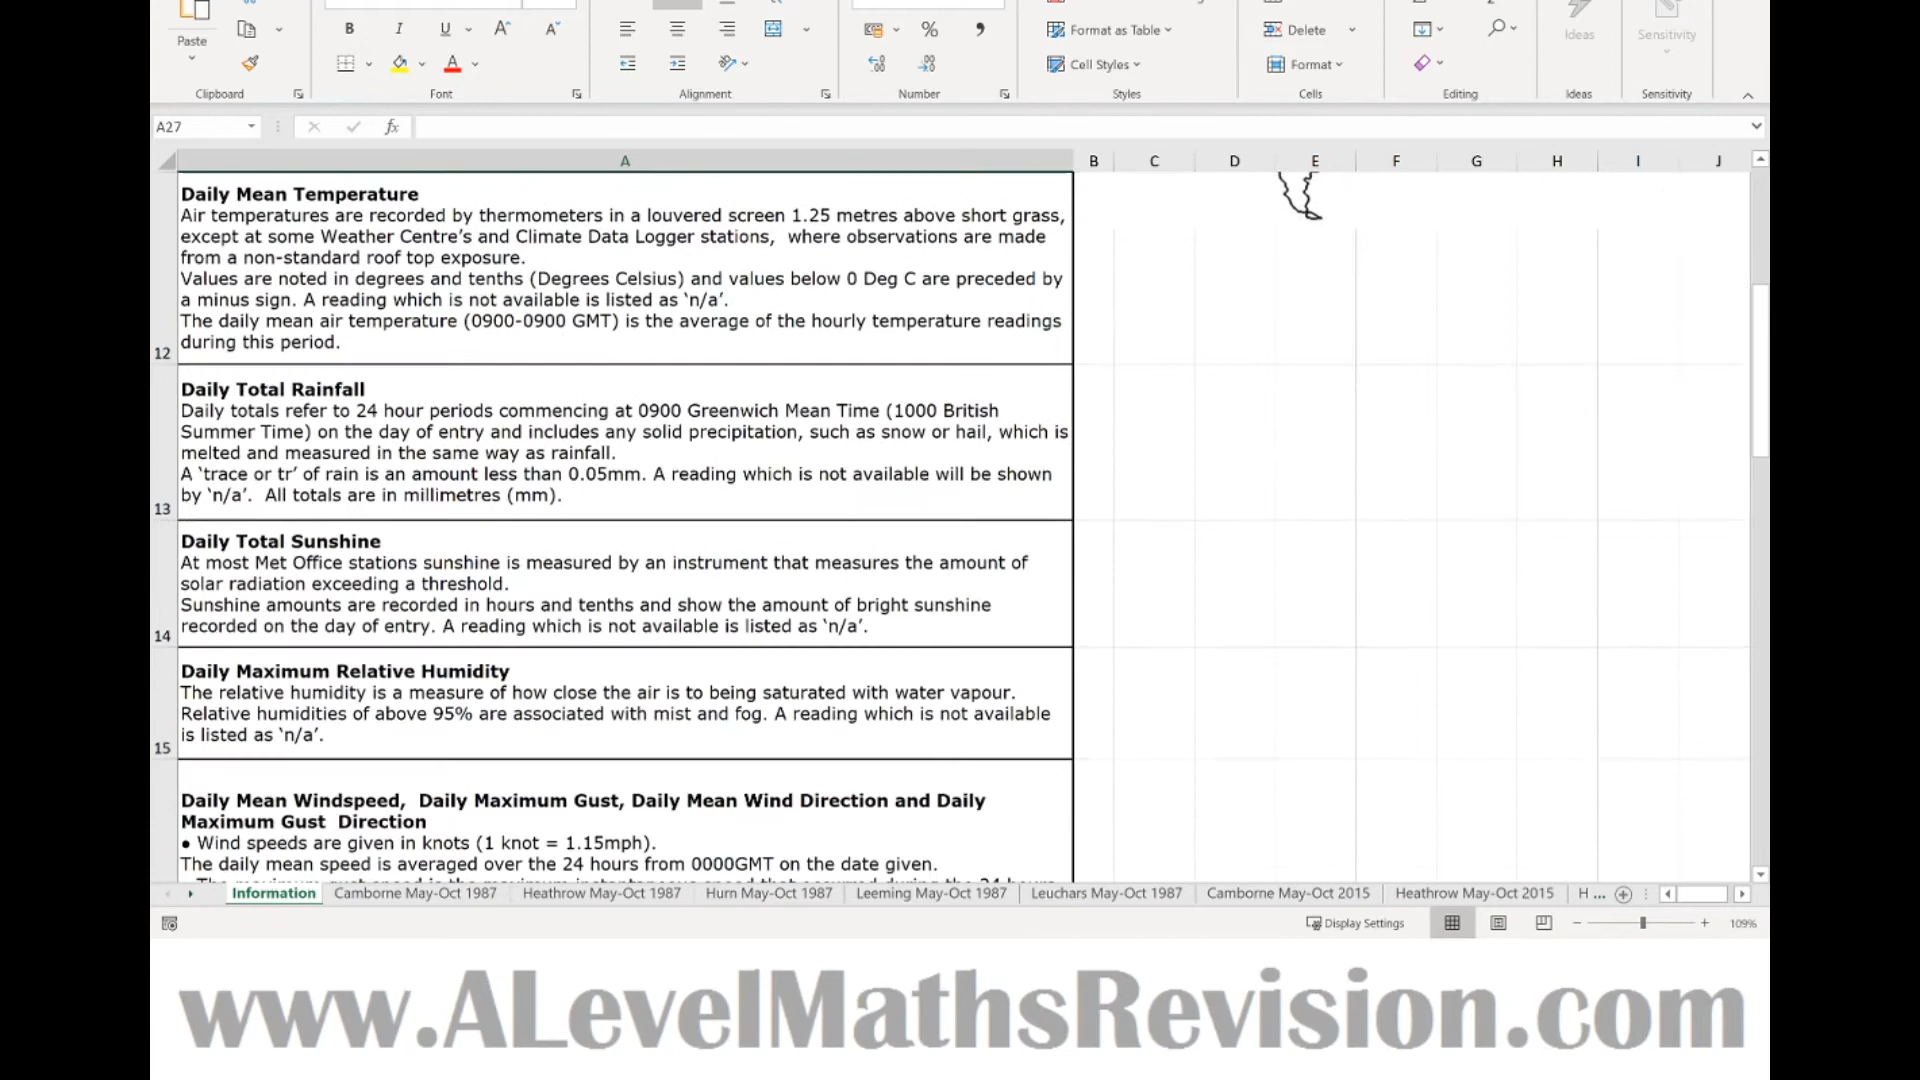 Paste
B I U A A
%
Format as Table
Cell Styles
Delete
Format
Ideas
Sensitivity
Clipboard Font Alignment Number Styles Cells Editing Ideas Sensitivity
A27 fx
A B C D E F G H I J
Daily Mean Temperature
Air temperatures are recorded by thermometers in a louvered screen 1.25 metres above short grass,
except at some Weather Centre's and Climate Data Logger stations,  where observations are made
from a non-standard roof top exposure.
Values are noted in degrees and tenths (Degrees Celsius) and values below 0 Deg C are preceded by
a minus sign. A reading which is not available is listed as ‘n/a’.
The daily mean air temperature (0900-0900 GMT) is the average of the hourly temperature readings
during this period.
12
Daily Total Rainfall
Daily totals refer to 24 hour periods commencing at 0900 Greenwich Mean Time (1000 British
Summer Time) on the day of entry and includes any solid precipitation, such as snow or hail, which is
melted and measured in the same way as rainfall.
A ‘trace or tr’ of rain is an amount less than 0.05mm. A reading which is not available will be shown
by ‘n/a’.  All totals are in millimetres (mm).
13
Daily Total Sunshine
At most Met Office stations sunshine is measured by an instrument that measures the amount of
solar radiation exceeding a threshold.
Sunshine amounts are recorded in hours and tenths and show the amount of bright sunshine
recorded on the day of entry. A reading which is not available is listed as ‘n/a’.
14
Daily Maximum Relative Humidity
The relative humidity is a measure of how close the air is to being saturated with water vapour.
Relative humidities of above 95% are associated with mist and fog. A reading which is not available
is listed as ‘n/a’.
15
Daily Mean Windspeed,  Daily Maximum Gust, Daily Mean Wind Direction and Daily
Maximum Gust  Direction
• Wind speeds are given in knots (1 knot = 1.15mph).
The daily mean speed is averaged over the 24 hours from 0000GMT on the date given.
Information Camborne May-Oct 1987 Heathrow May-Oct 1987 Hurn May-Oct 1987 Leeming May-Oct 1987 Leuchars May-Oct 1987 Camborne May-Oct 2015 Heathrow May-Oct 2015 H ...
Display Settings 109%
www.ALevelMathsRevision.com